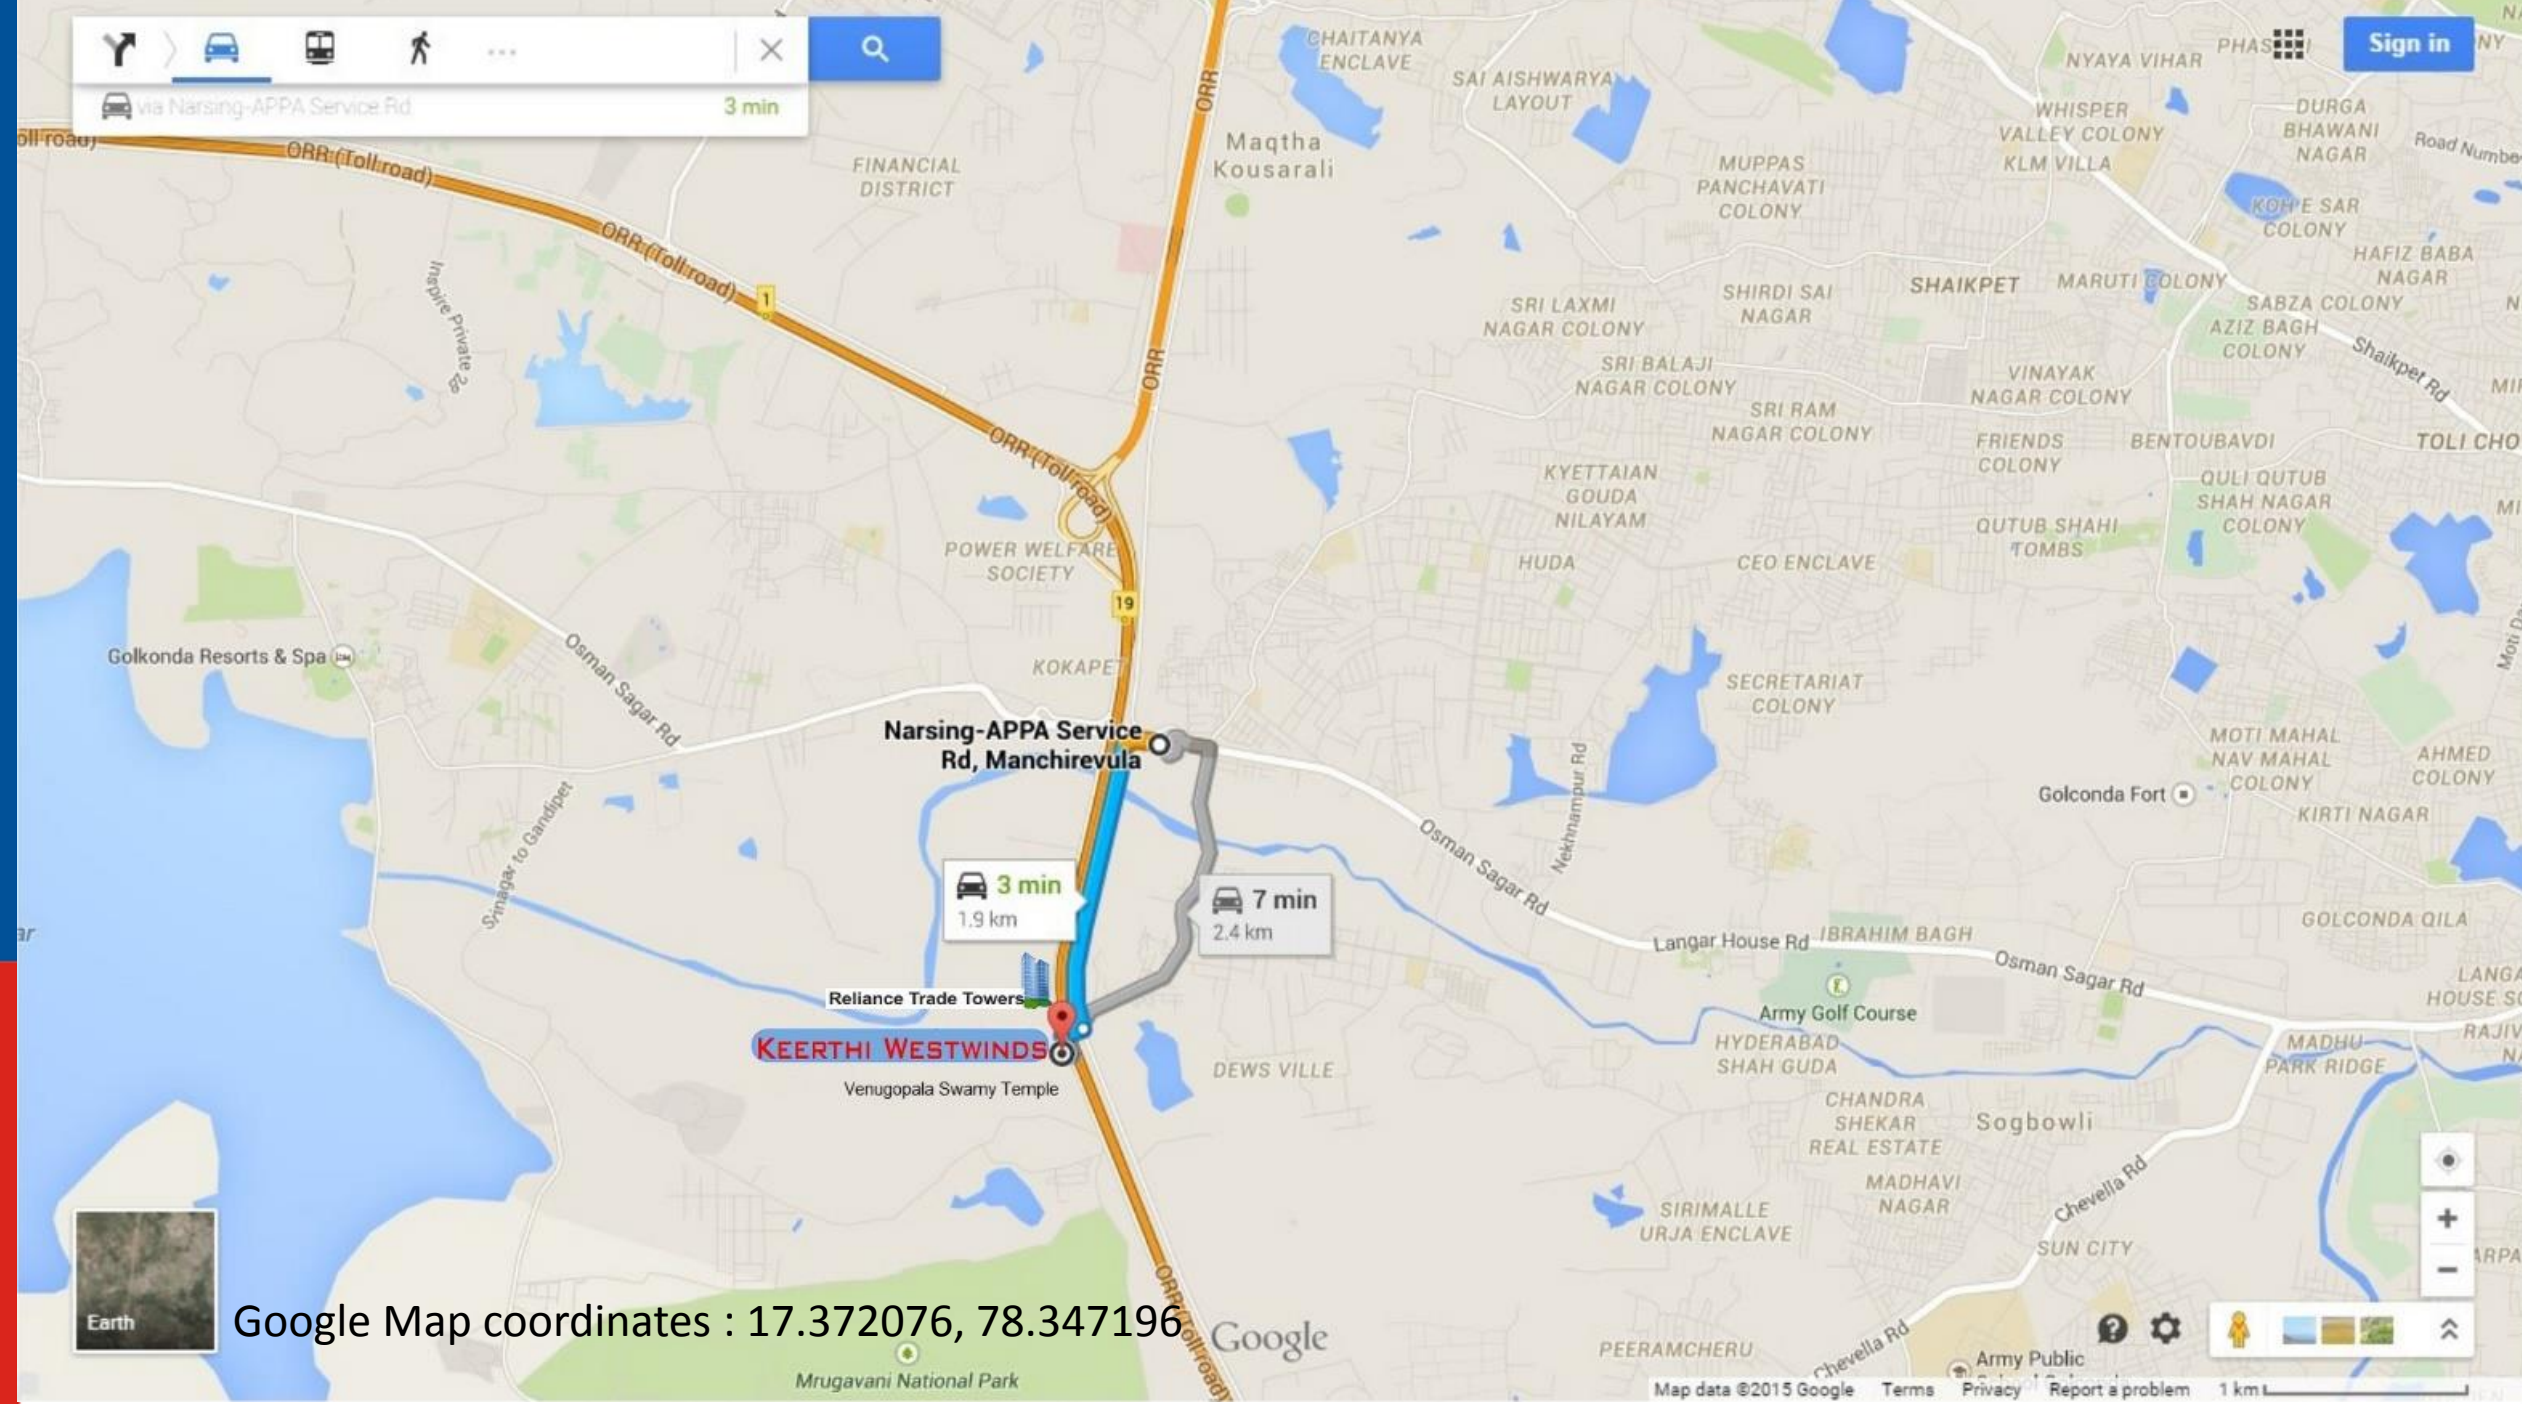 Sign in
via Narsing-APPA Service Rd
3 min
ORR (Toll road)
ORR (Toll road)
ORR (Toll road)
ORR (Toll road)
ORR
ORR
1
19
Inspire Private 28
FINANCIAL
DISTRICT
Maqtha
Kousarali
CHAITANYA
ENCLAVE
SAI AISHWARYA
LAYOUT
NYAYA VIHAR
WHISPER
VALLEY COLONY
KLM VILLA
DURGA
BHAWANI
NAGAR
MUPPAS
PANCHAVATI
COLONY
KOH E SAR
COLONY
HAFIZ BABA
NAGAR
SHAIKPET
MARUTI COLONY
SABZA COLONY
AZIZ BAGH
COLONY
Shaikpet Rd
SRI LAXMI
NAGAR COLONY
SHIRDI SAI
NAGAR
SRI BALAJI
NAGAR COLONY
VINAYAK
NAGAR COLONY
SRI RAM
NAGAR COLONY
FRIENDS
COLONY
BENTOUBAVDI
TOLI CHO
KYETTAIAN
GOUDA
NILAYAM
QULI QUTUB
SHAH NAGAR
COLONY
QUTUB SHAHI
TOMBS
HUDA
CEO ENCLAVE
POWER WELFARE
SOCIETY
KOKAPET
Golkonda Resorts & Spa
Osman Sagar Rd
SECRETARIAT
COLONY
Narsing-APPA Service
Rd, Manchirevula
MOTI MAHAL
NAV MAHAL
COLONY
AHMED
COLONY
Golconda Fort
KIRTI NAGAR
Nekhnampur Rd
Srinagar to Gandipet
Osman Sagar Rd
3 min
1.9 km
7 min
2.4 km
GOLCONDA QILA
Langar House Rd
IBRAHIM BAGH
Osman Sagar Rd
Reliance Trade Towers
Army Golf Course
KEERTHI WESTWINDS
HYDERABAD
SHAH GUDA
MADHU
PARK RIDGE
DEWS VILLE
Venugopala Swamy Temple
CHANDRA
SHEKAR
REAL ESTATE
Sogbowli
MADHAVI
NAGAR
Chevella Rd
SIRIMALLE
URJA ENCLAVE
SUN CITY
Earth
Google Map coordinates : 17.372076, 78.347196
ORR (Toll road)
Google
PEERAMCHERU
Chevella Rd
Army Public
Mrugavani National Park
Map data ©2015 Google Terms Privacy Report a problem 1 km